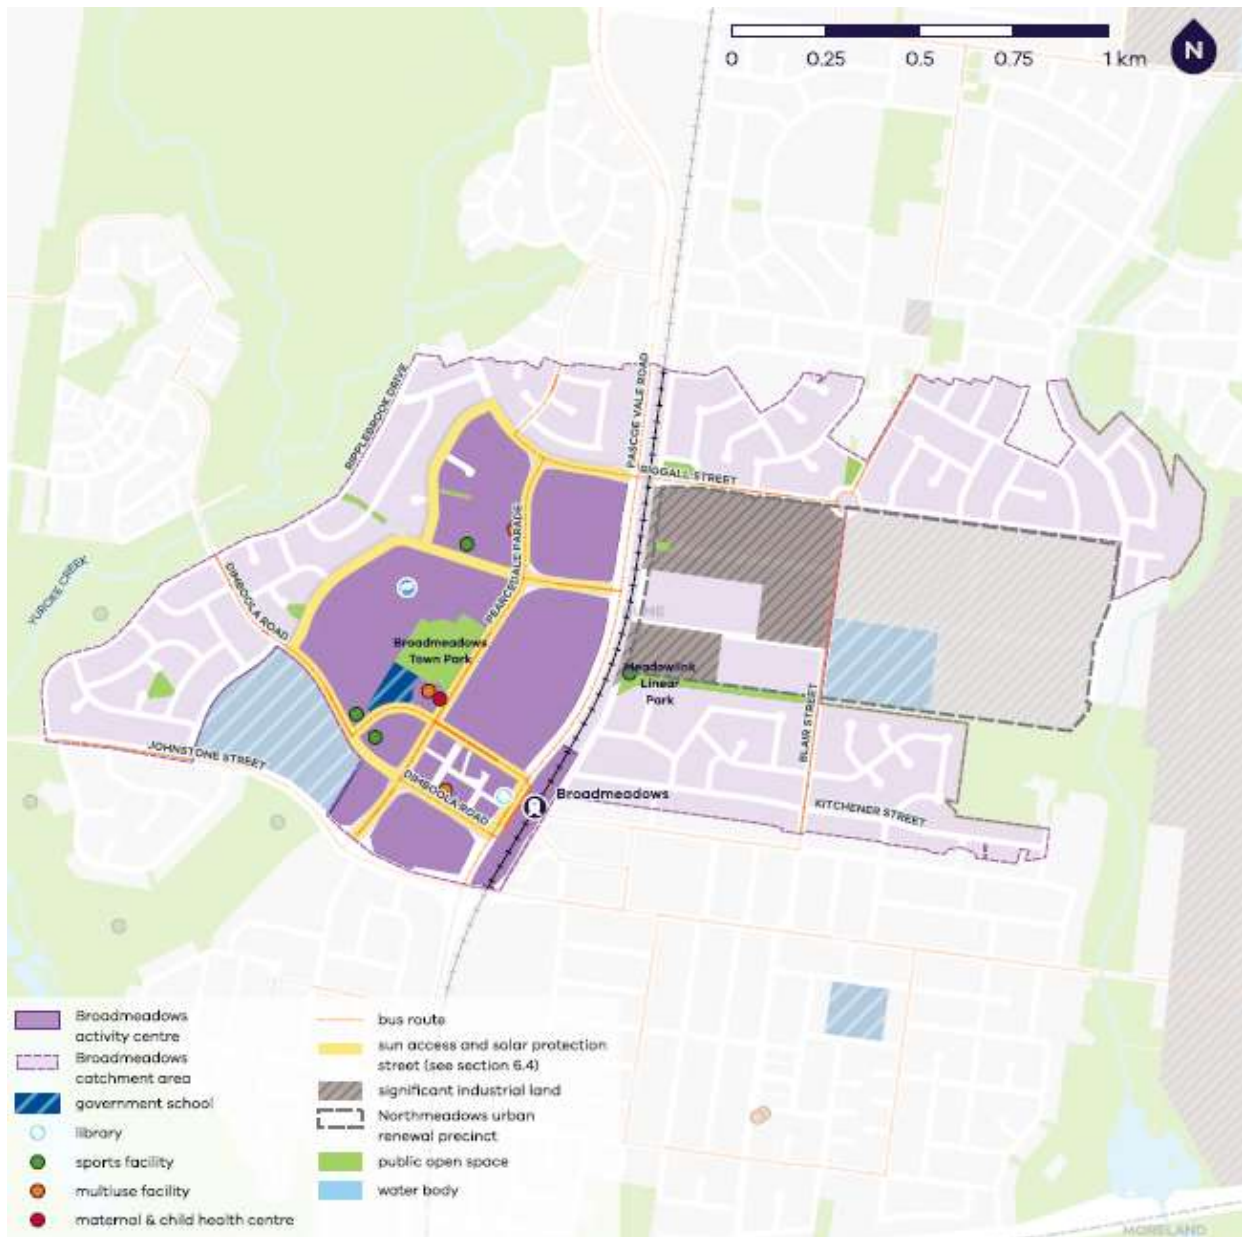 0 0.25 0.5 0.75 1 km
N
RIPPLEBROOK DRIVE
PASCOE VALE ROAD
RIGGALL STREET
PEARCEDALE PARADE
YUROKE CREEK
DIMBOOLA ROAD
Broadmeadows
Town Park
Meadowlink
Linear
Park
BLAIR STREET
JOHNSTONE STREET
DIMBOOLA ROAD
Broadmeadows
KITCHENER STREET
Broadmeadows
activity centre
Broadmeadows
catchment area
government school
library
sports facility
multiuse facility
maternal & child health centre
bus route
sun access and solar protection
street (see section 6.4)
significant industrial land
Northmeadows urban
renewal precinct
public open space
water body
MORELAND